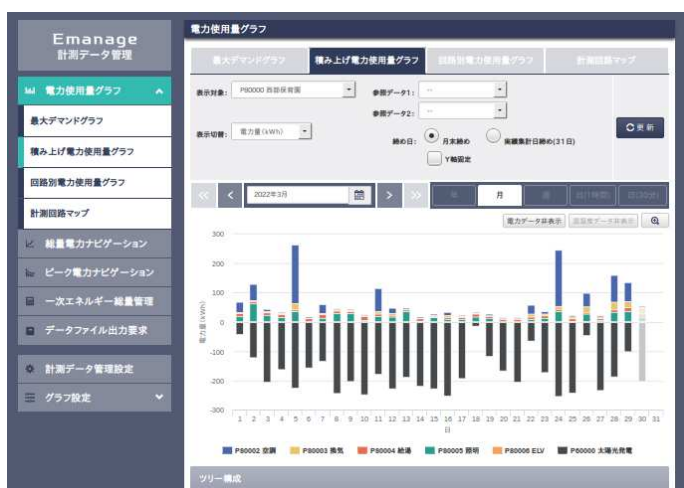 Emanage
計測データ管理
電力使用量グラフ
最大デマンドグラフ
積み上げ電力使用量グラフ
回路別電力使用量グラフ
計測回路マップ
総量電力ナビゲーション
ピーク電力ナビゲーション
一次エネルギー総量管理
データファイル出力要求
計測データ管理設定
グラフ設定
電力使用量グラフ
最大デマンドグラフ 積み上げ電力使用量グラフ 回路別電力使用量グラフ 計測回路マップ
表示対象: P90000 西部保育園 参照データ1: --
参照データ2: --
表示切替: 電力量(kWh) 締め日: 月末締め 実績集計日締め(31日)
Y軸固定
更新
2022年3月 年 月 週 日(1時間) 日(30分)
電力データ非表示
電力量(kWh)
300
200
100
0
-100
-200
-300
1 2 3 4 5 6 7 8 9 10 11 12 13 14 15 16 17 18 19 20 21 22 23 24 25 26 27 28 29 30 31
日
P80002 空調 P80003 換気 P80004 給湯 P80005 照明 P80006 ELV P60000 太陽光発電
ツリー構成